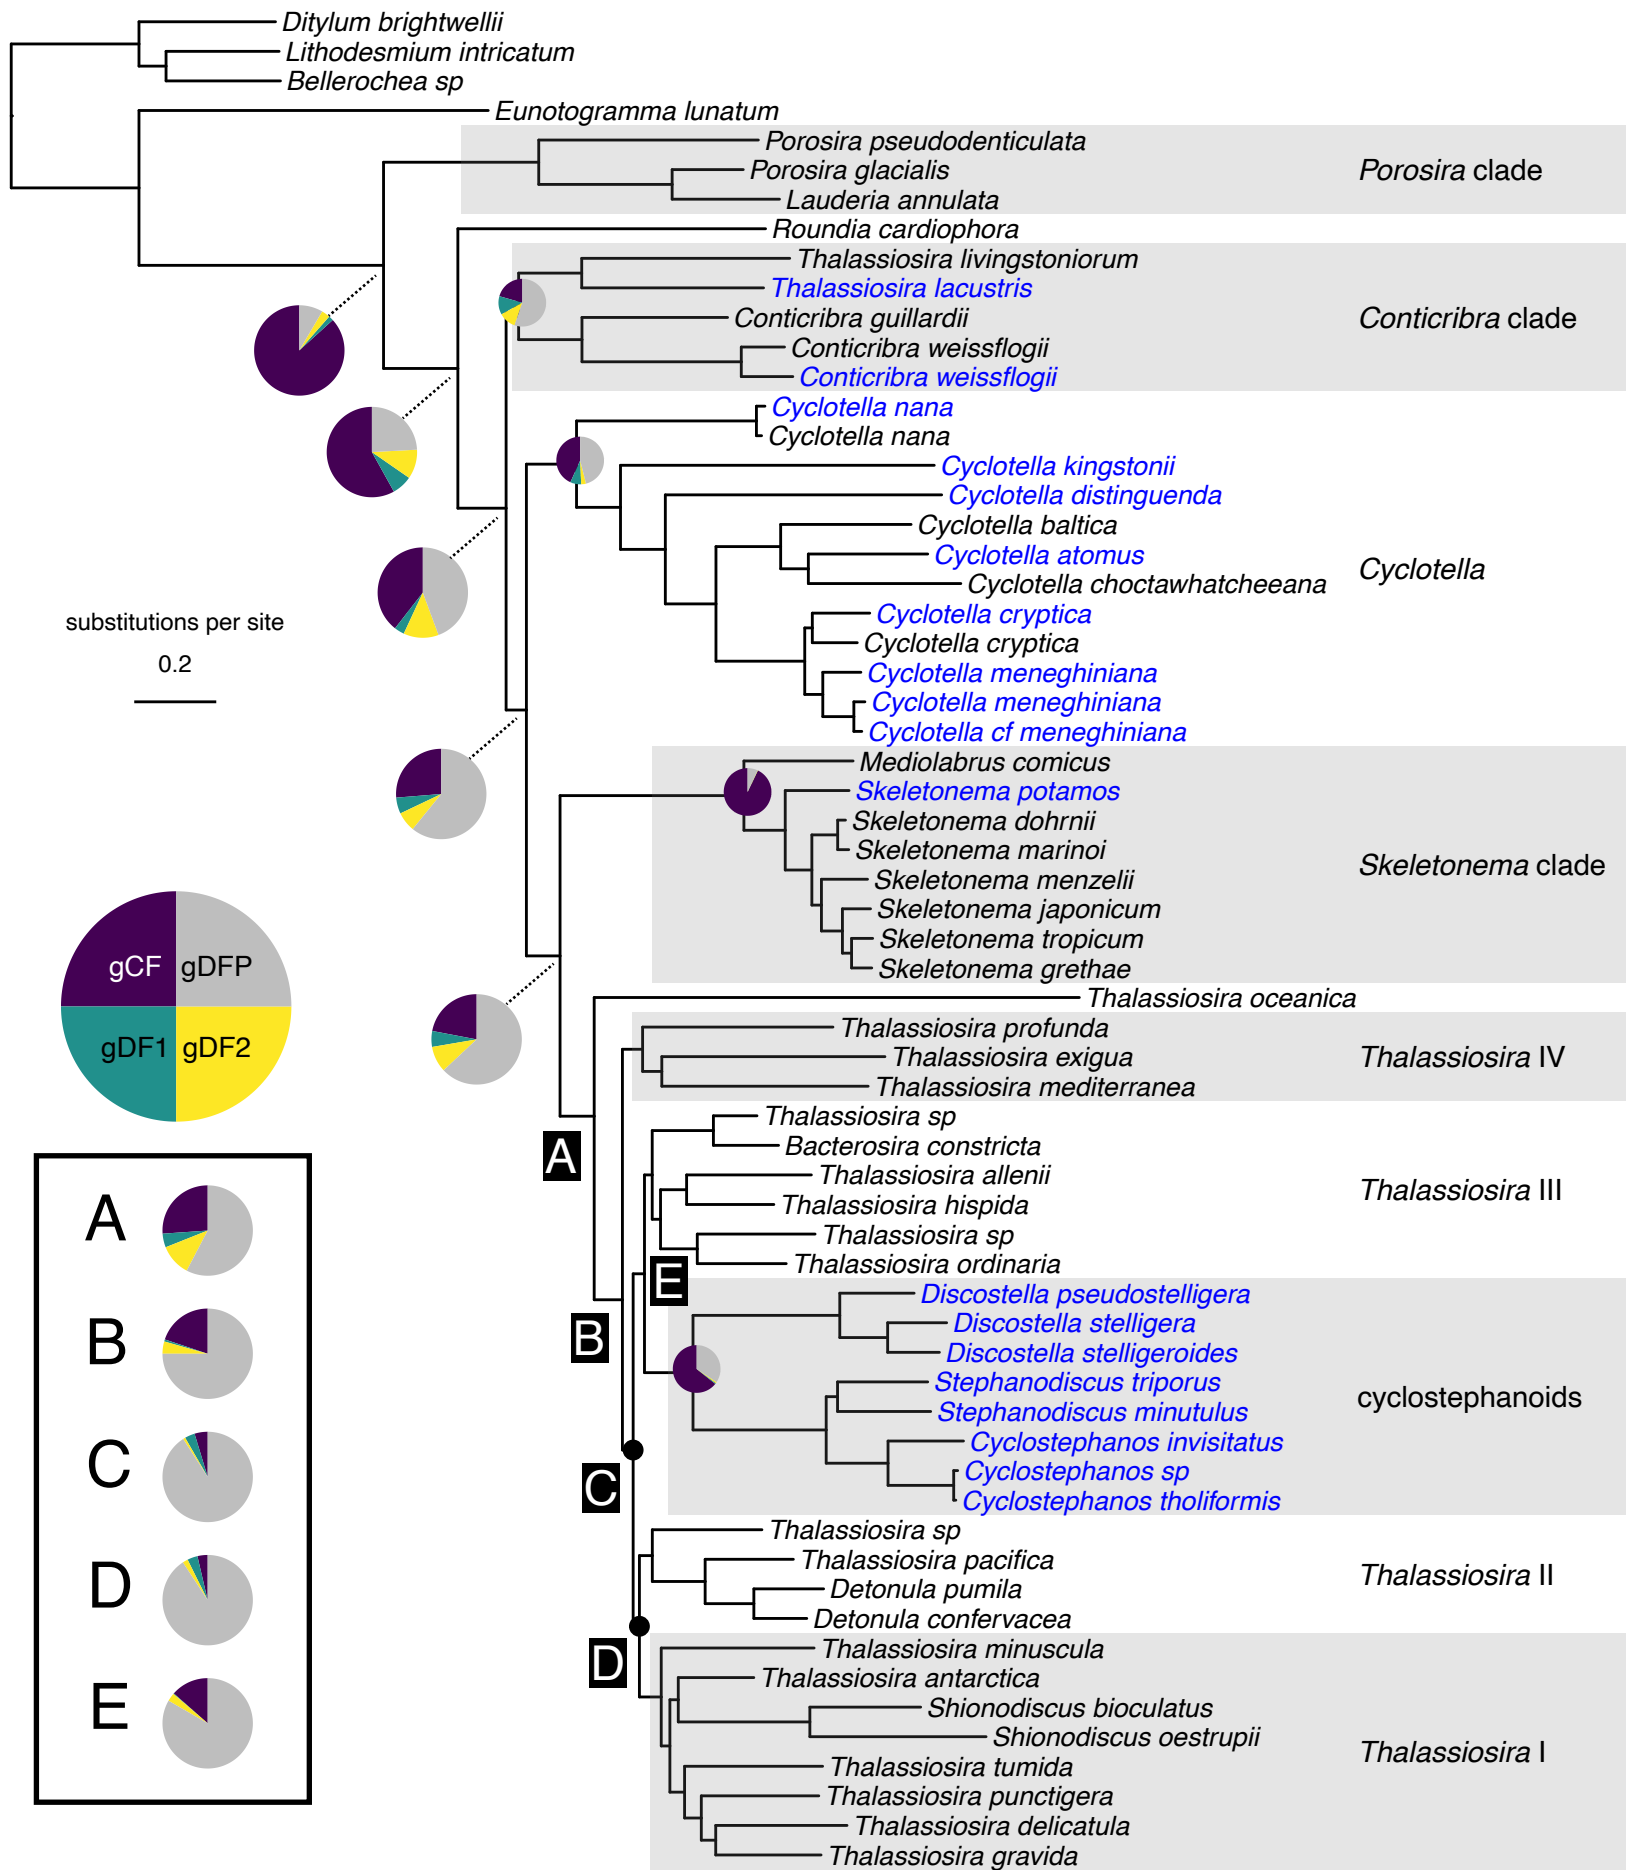 Ditylum brightwellii
Lithodesmium intricatum
Bellerochea sp
Eunotogramma lunatum
Porosira pseudodenticulata
Porosira glacialis
Porosira clade
Lauderia annulata
Roundia cardiophora
Thalassiosira livingstoniorum
Thalassiosira lacustris
Conticribra guillardii
Conticribra clade
Conticribra weissflogii
Conticribra weissflogii
Cyclotella nana
Cyclotella nana
Cyclotella kingstonii
Cyclotella distinguenda
Cyclotella baltica
Cyclotella atomus
Cyclotella
Cyclotella choctawhatcheeana
Cyclotella cryptica
Cyclotella cryptica
Cyclotella meneghiniana
Cyclotella meneghiniana
Cyclotella cf meneghiniana
substitutions per site
0.2
Mediolabrus comicus
Skeletonema potamos
Skeletonema dohrnii
Skeletonema marinoi
Skeletonema clade
Skeletonema menzelii
Skeletonema japonicum
Skeletonema tropicum
Skeletonema grethae
gCF gDFP
gDF1 gDF2
Thalassiosira oceanica
Thalassiosira profunda
Thalassiosira exigua
Thalassiosira IV
Thalassiosira mediterranea
Thalassiosira sp
Bacterosira constricta
Thalassiosira allenii
Thalassiosira III
Thalassiosira hispida
Thalassiosira sp
Thalassiosira ordinaria
Discostella pseudostelligera
Discostella stelligera
Discostella stelligeroides
Stephanodiscus triporus
cyclostephanoids
Stephanodiscus minutulus
Cyclostephanos invisitatus
Cyclostephanos sp
Cyclostephanos tholiformis
Thalassiosira sp
Thalassiosira pacifica
Thalassiosira II
Detonula pumila
Detonula confervacea
Thalassiosira minuscula
Thalassiosira antarctica
Shionodiscus bioculatus
Shionodiscus oestrupii
Thalassiosira I
Thalassiosira tumida
Thalassiosira punctigera
Thalassiosira delicatula
Thalassiosira gravida
A
B
C
D
E
A
E
B
C
D